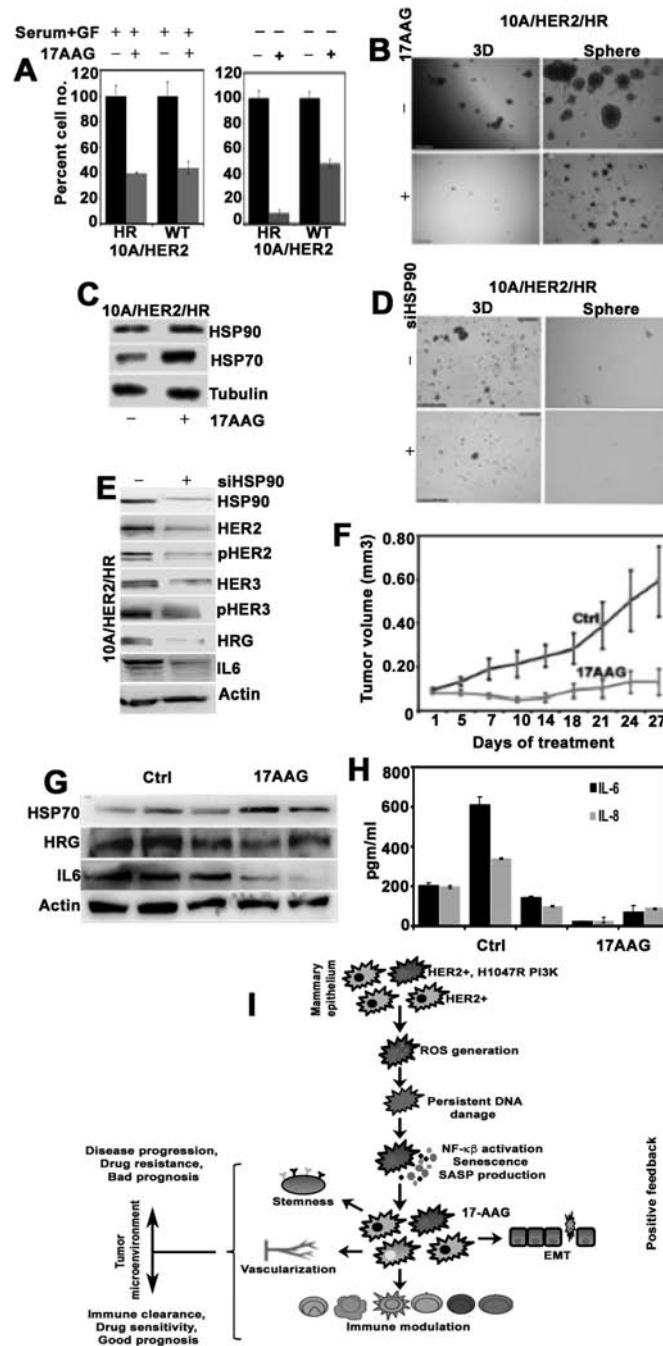 Serum+GF + + + + – – – –
17AAG – + – + – + – +
A
Percent cell no.
120
100
80
60
40
20
0
HR WT
10A/HER2
120
100
80
60
40
20
0
HR WT
10A/HER2
B
10A/HER2/HR
17AAG
3D Sphere
–
+
C
10A/HER2/HR
HSP90
HSP70
Tubulin
– + 17AAG
D
10A/HER2/HR
siHSP90
3D Sphere
–
+
E
– + siHSP90
10A/HER2/HR
HSP90
HER2
pHER2
HER3
pHER3
HRG
IL6
Actin
F
Tumor volume (mm3)
0.80
0.60
0.40
0.20
0
Ctrl
17AAG
1 5 7 10 14 18 21 24 27
Days of treatment
G
Ctrl 17AAG
HSP70
HRG
IL6
Actin
H
pgm/ml
800
600
400
200
0
IL-6
IL-8
Ctrl 17AAG
I
Mammary
epithelium
HER2+, H1047R PI3K
HER2+
ROS generation
Persistent DNA
damage
NF-κβ activation
Senescence
SASP production
Positive feedback
Disease progression,
Drug resistance,
Bad prognosis
Tumor
microenvironment
Immune clearance,
Drug sensitivity,
Good prognosis
Stemness
17-AAG
Vascularization
EMT
Immune modulation